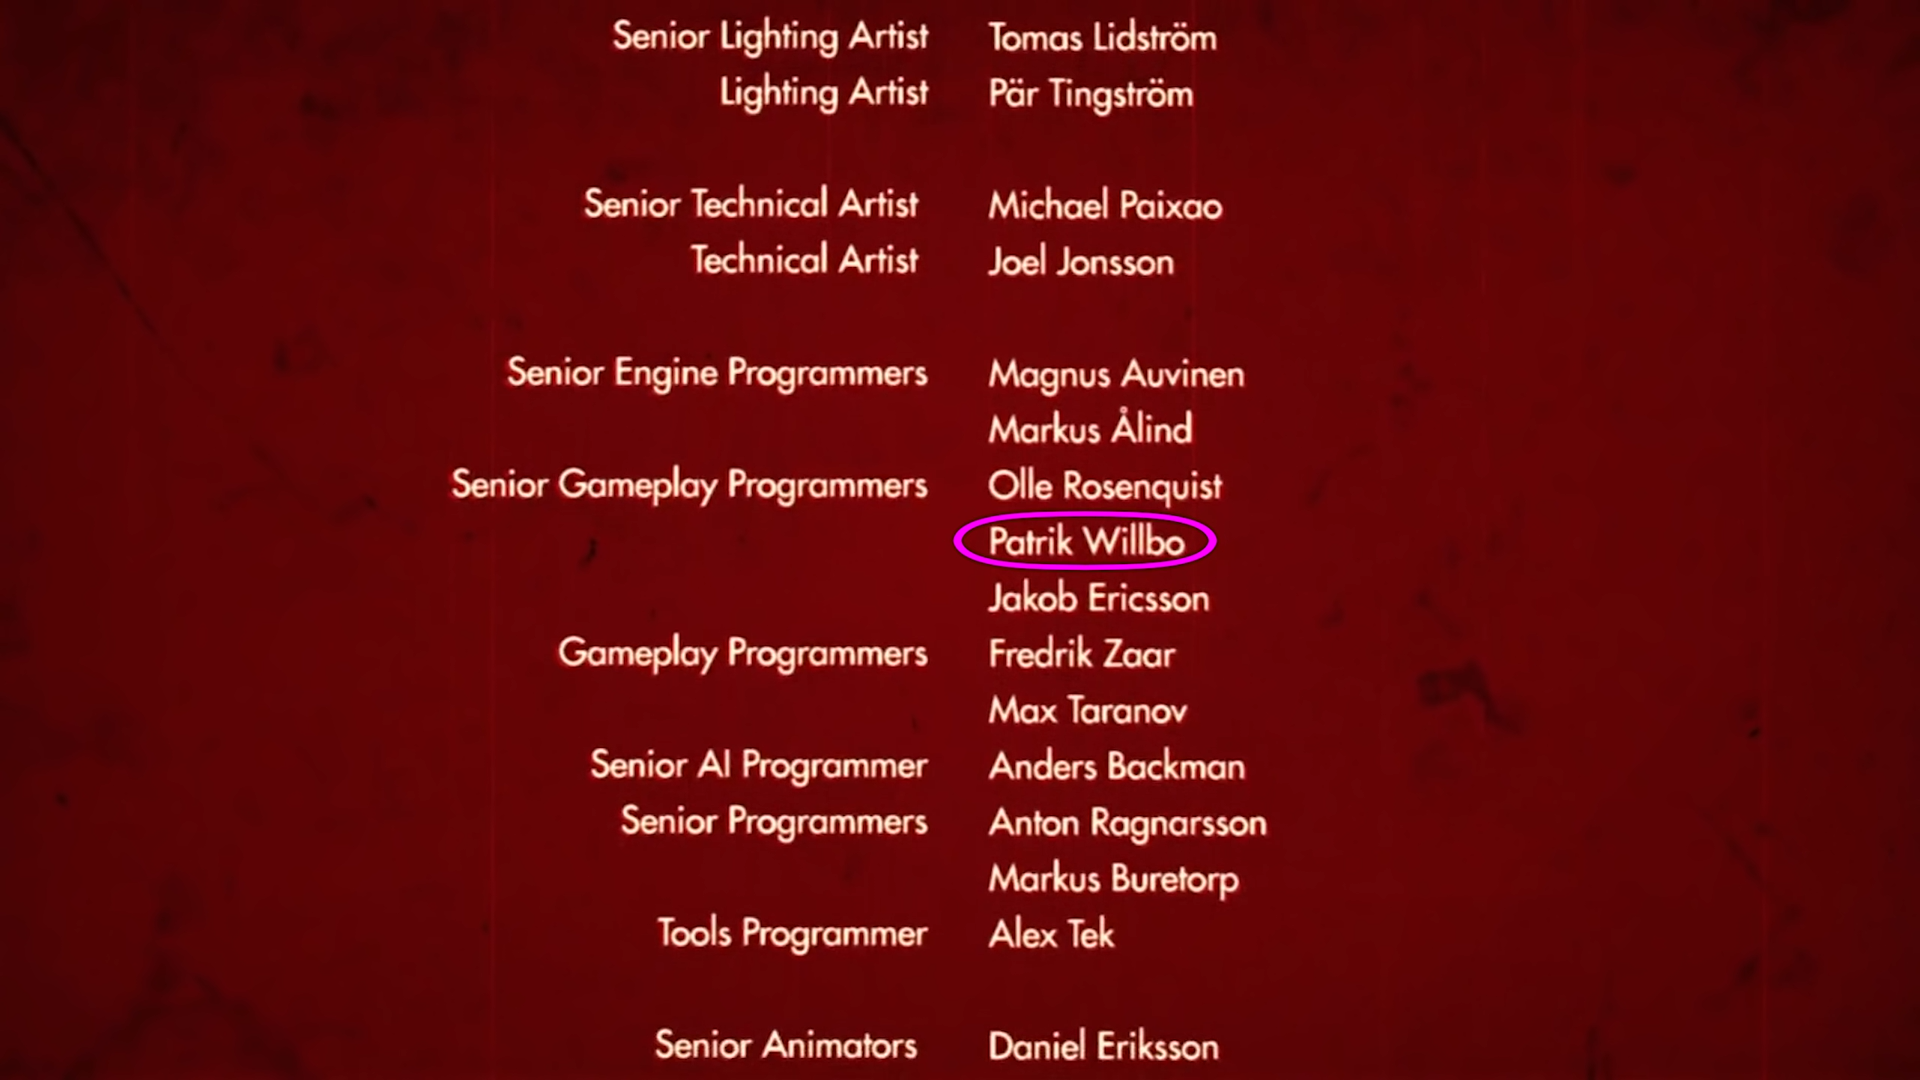 Senior Lighting Artist Tomas Lidström
Lighting Artist Pär Tingström
Senior Technical Artist Michael Paixao
Technical Artist Joel Jonsson
Senior Engine Programmers Magnus Auvinen
Markus Ålind
Senior Gameplay Programmers Olle Rosenquist
Patrik Willbo
Jakob Ericsson
Gameplay Programmers Fredrik Zaar
Max Taranov
Senior AI Programmer Anders Backman
Senior Programmers Anton Ragnarsson
Markus Buretorp
Tools Programmer Alex Tek
Senior Animators Daniel Eriksson